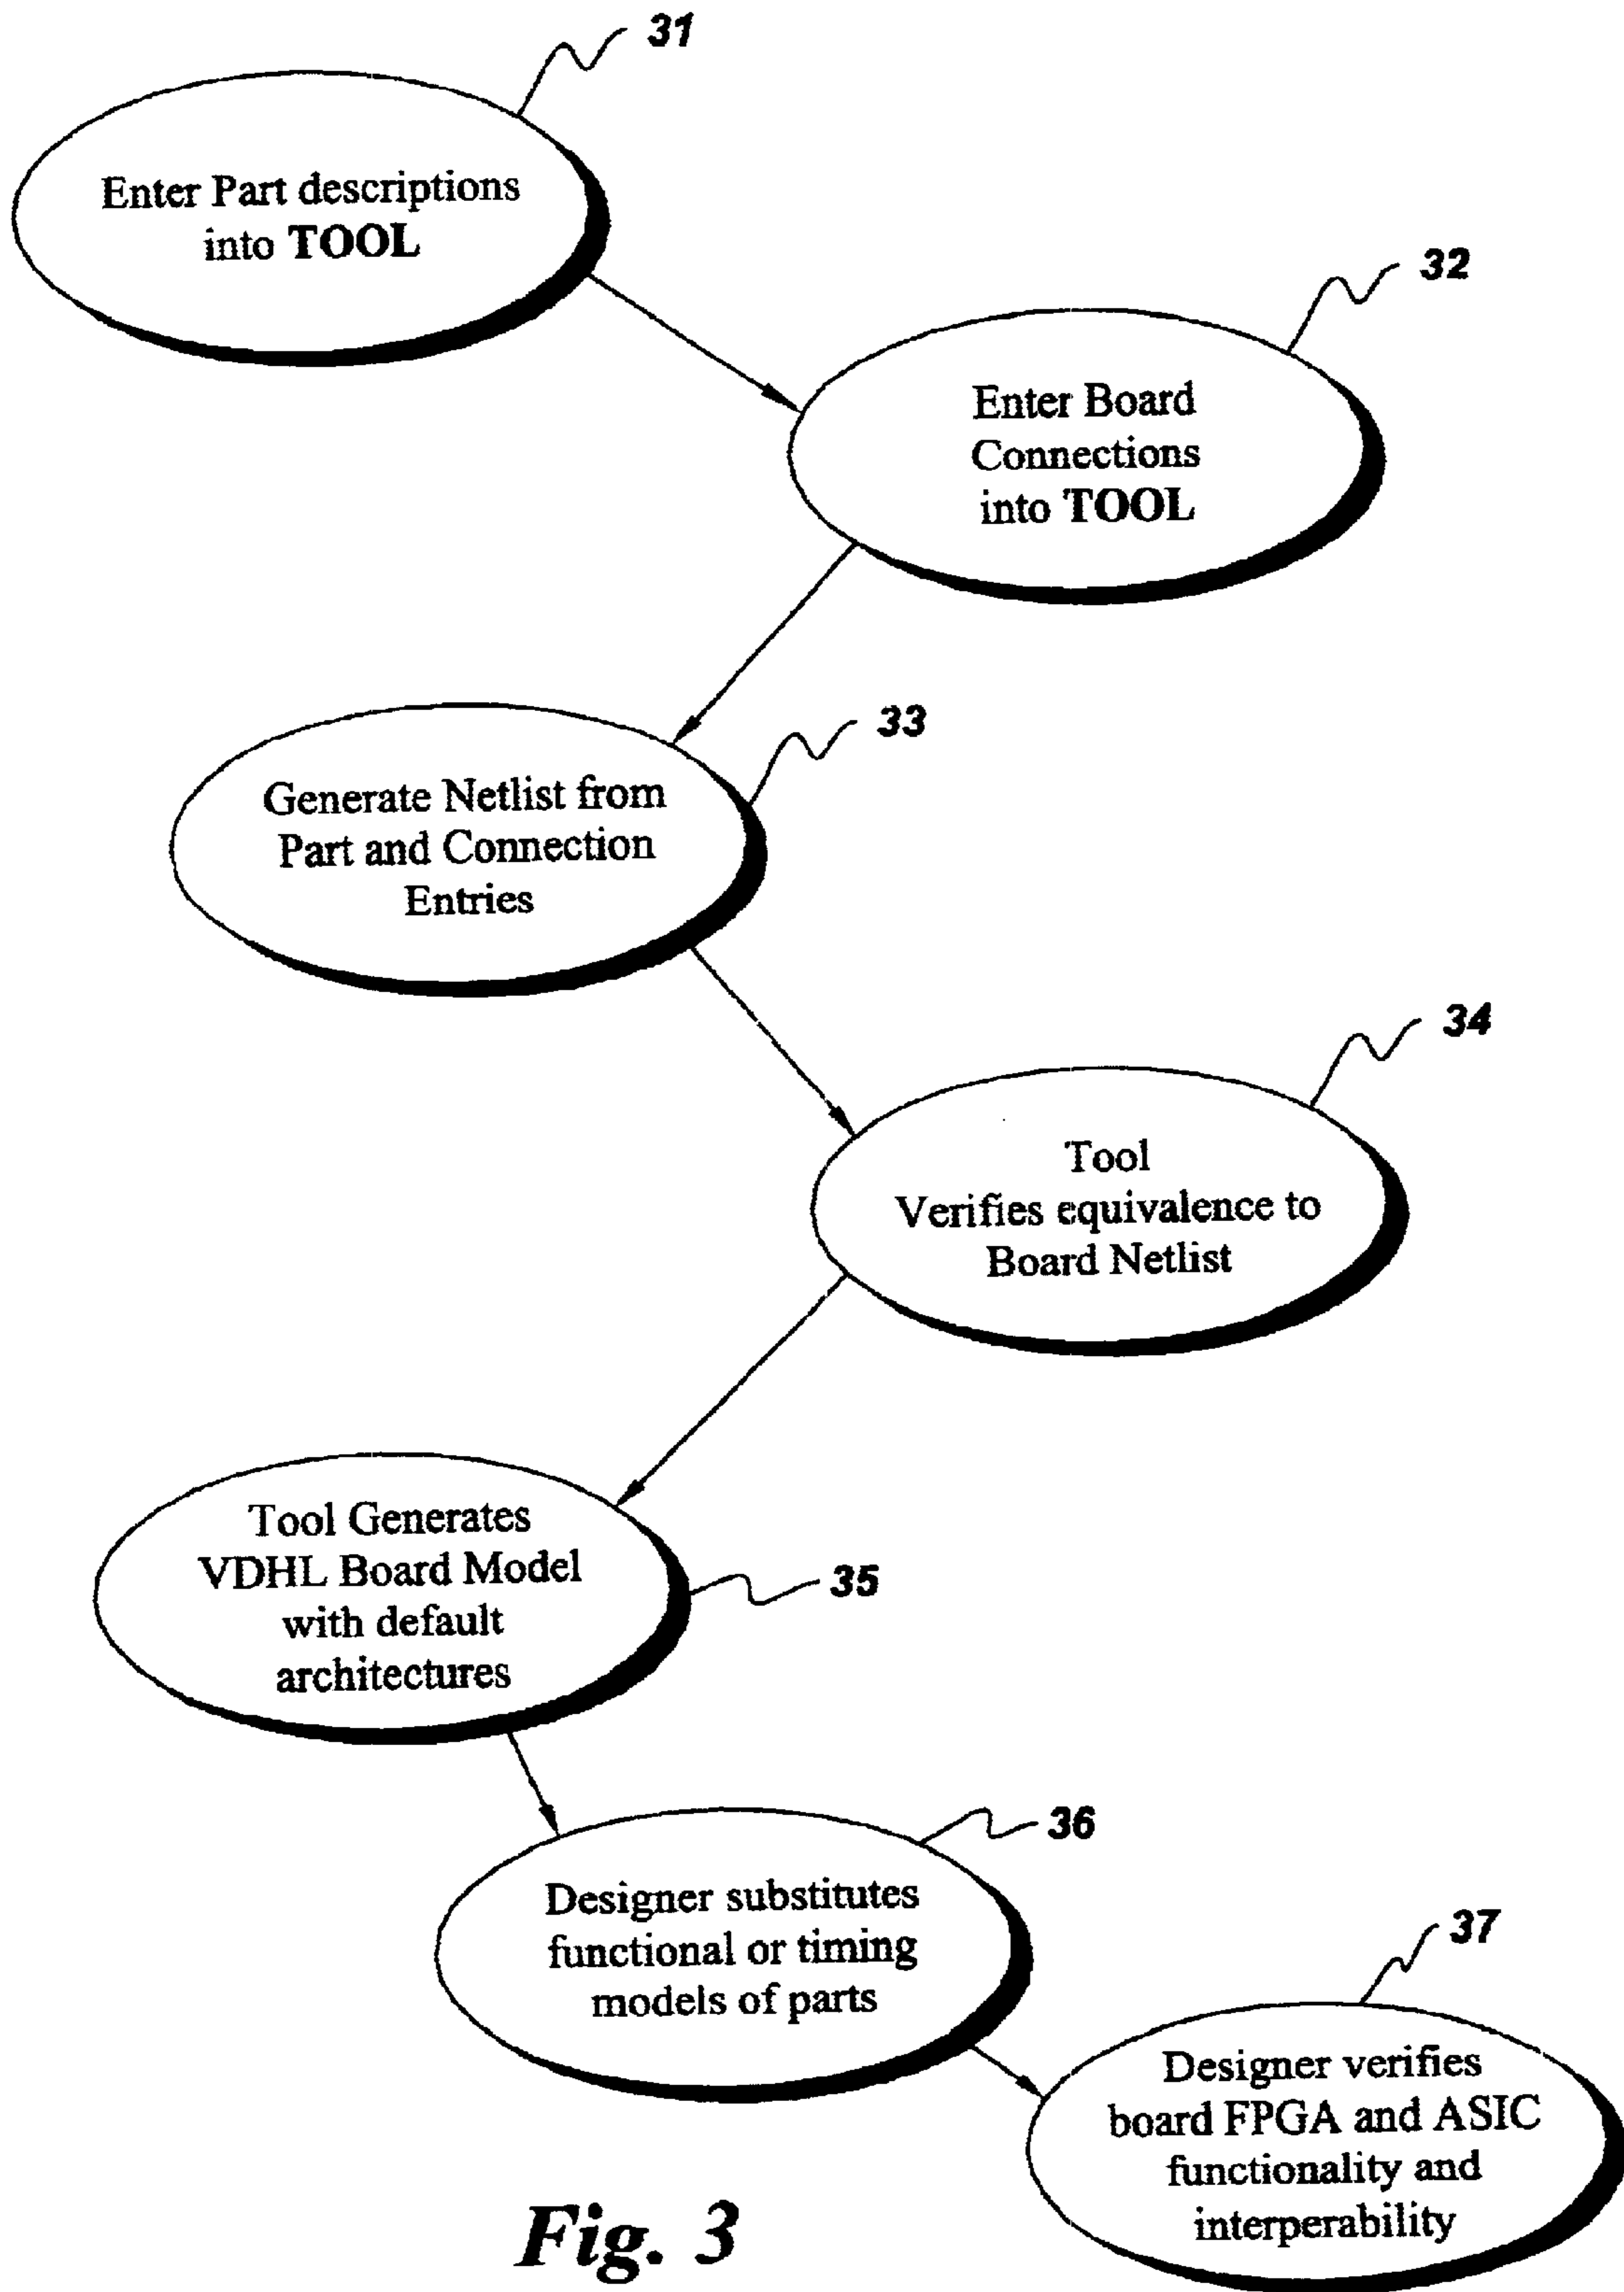 31
Enter Part descriptions
into TOOL
32
Enter Board
Connections
into TOOL
33
Generate Netlist from
Part and Connection
Entries
34
Tool
Verifies equivalence to
Board Netlist
35
Tool Generates
VDHL Board Model
with default
architectures
36
Designer substitutes
functional or timing
models of parts
37
Designer verifies
board FPGA and ASIC
functionality and
interperability
Fig. 3